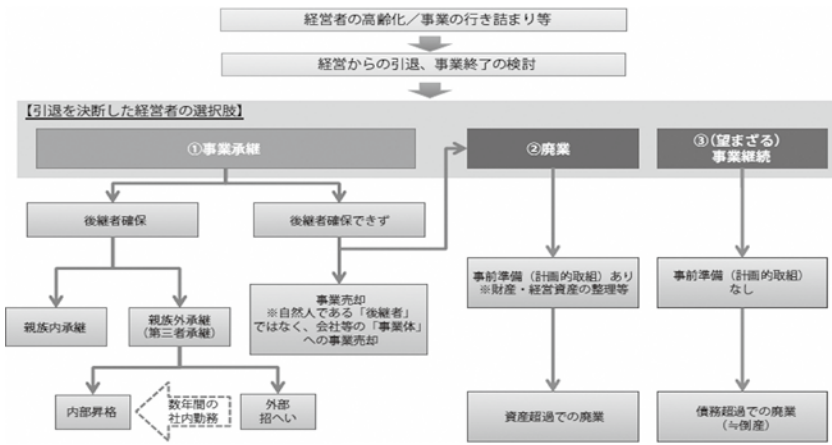 経営者の高齢化／事業の行き詰まり等
経営からの引退、事業終了の検討
【引退を決断した経営者の選択肢】
①事業承継
②廃業
③(望まざる)
事業継続
後継者確保
後継者確保できず
親族内承継
親族外承継
(第三者承継)
内部昇格
数年間の
社内勤務
外部
招へい
事業売却
※自然人である「後継者」
ではなく、会社等の「事業体」
への事業売却
事前準備（計画的取組）あり
※財産・経営資産の整理等
資産超過での廃業
事前準備（計画的取組）
なし
債務超過での廃業
(≒倒産)